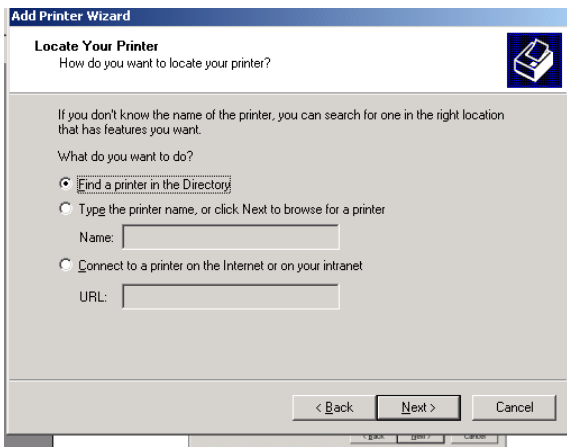 Add Printer Wizard
Locate Your Printer
How do you want to locate your printer?
If you don't know the name of the printer, you can search for one in the right location
that has features you want.
What do you want to do?
Find a printer in the Directory
Type the printer name, or click Next to browse for a printer
Name:
Connect to a printer on the Internet or on your intranet
URL:
< Back Next > Cancel
< Back Next > Cancel